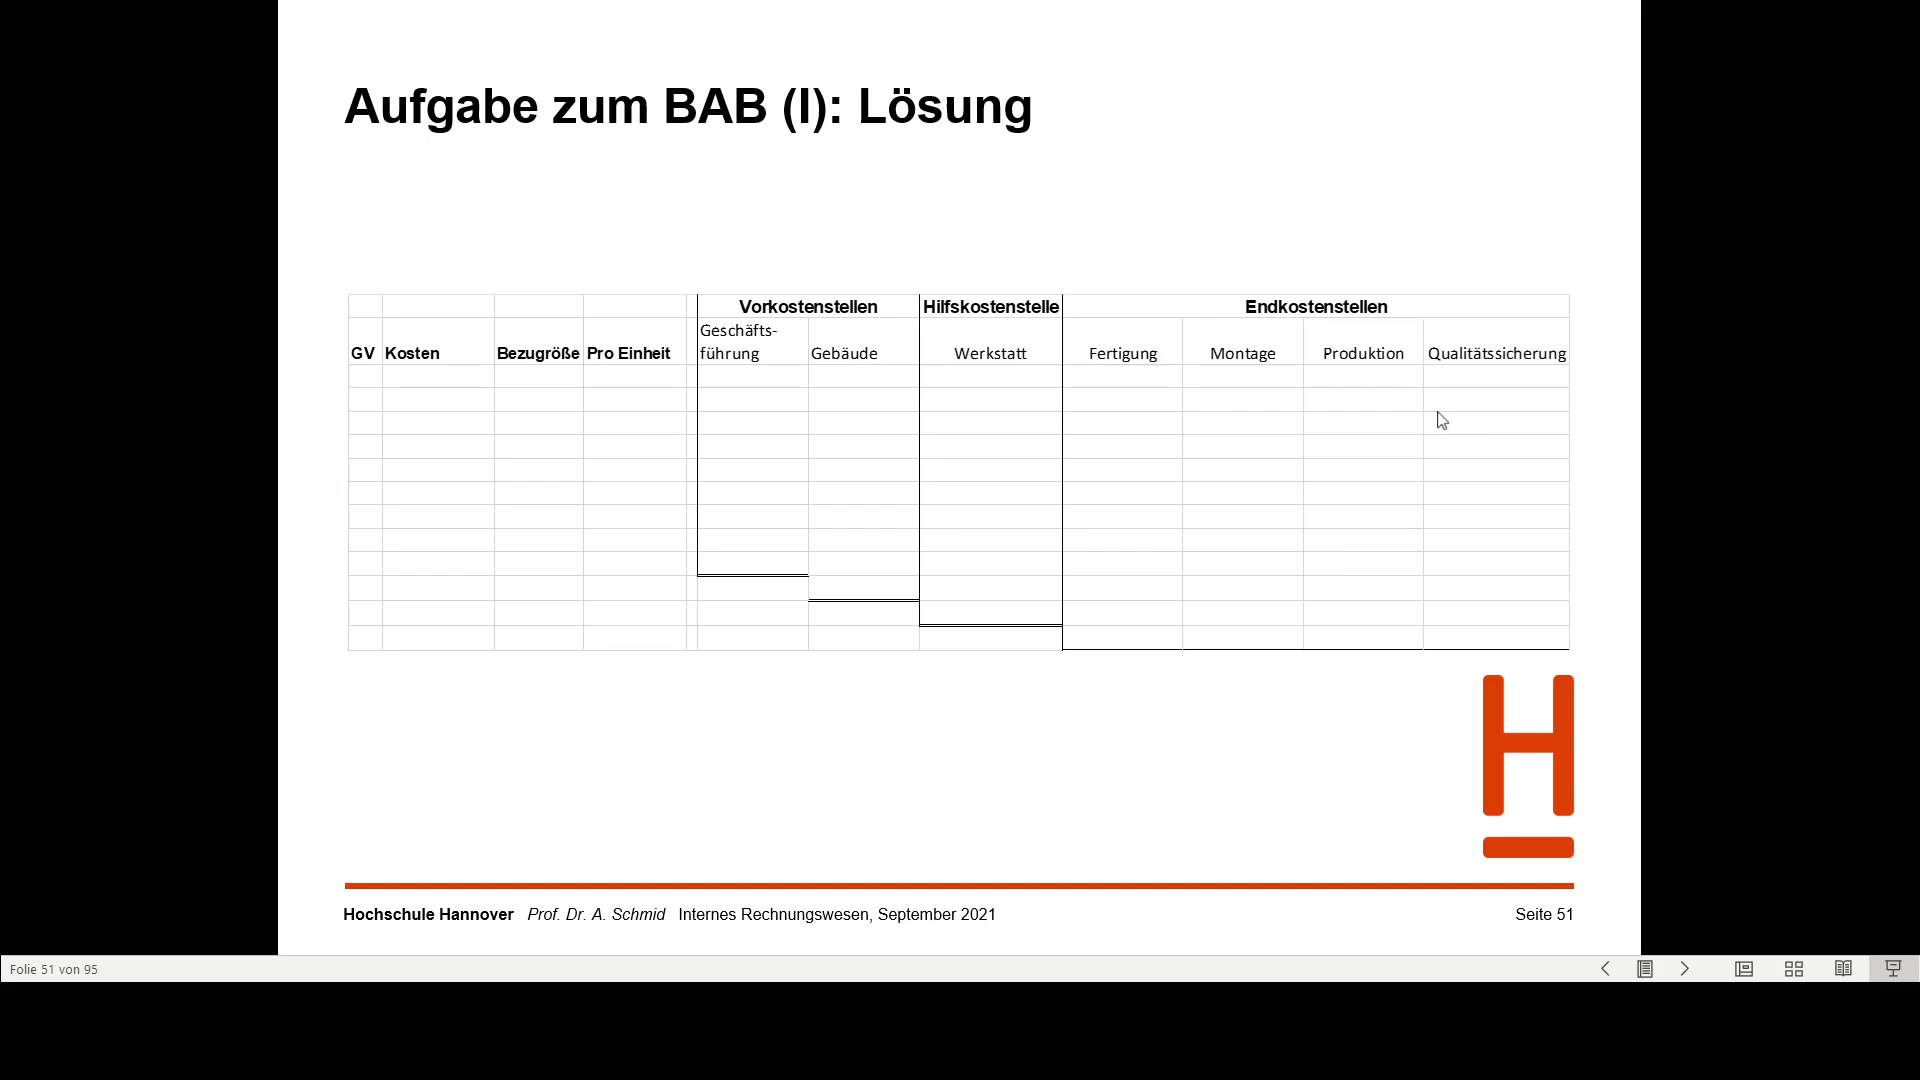 Aufgabe zum BAB (I): Lösung
Vorkostenstellen Hilfskostenstelle Endkostenstellen
GV Kosten Bezugröße Pro Einheit Geschäfts-
führung Gebäude Werkstatt Fertigung Montage Produktion Qualitätssicherung
H
Hochschule Hannover Prof. Dr. A. Schmid Internes Rechnungswesen, September 2021 Seite 51
Folie 51 von 95